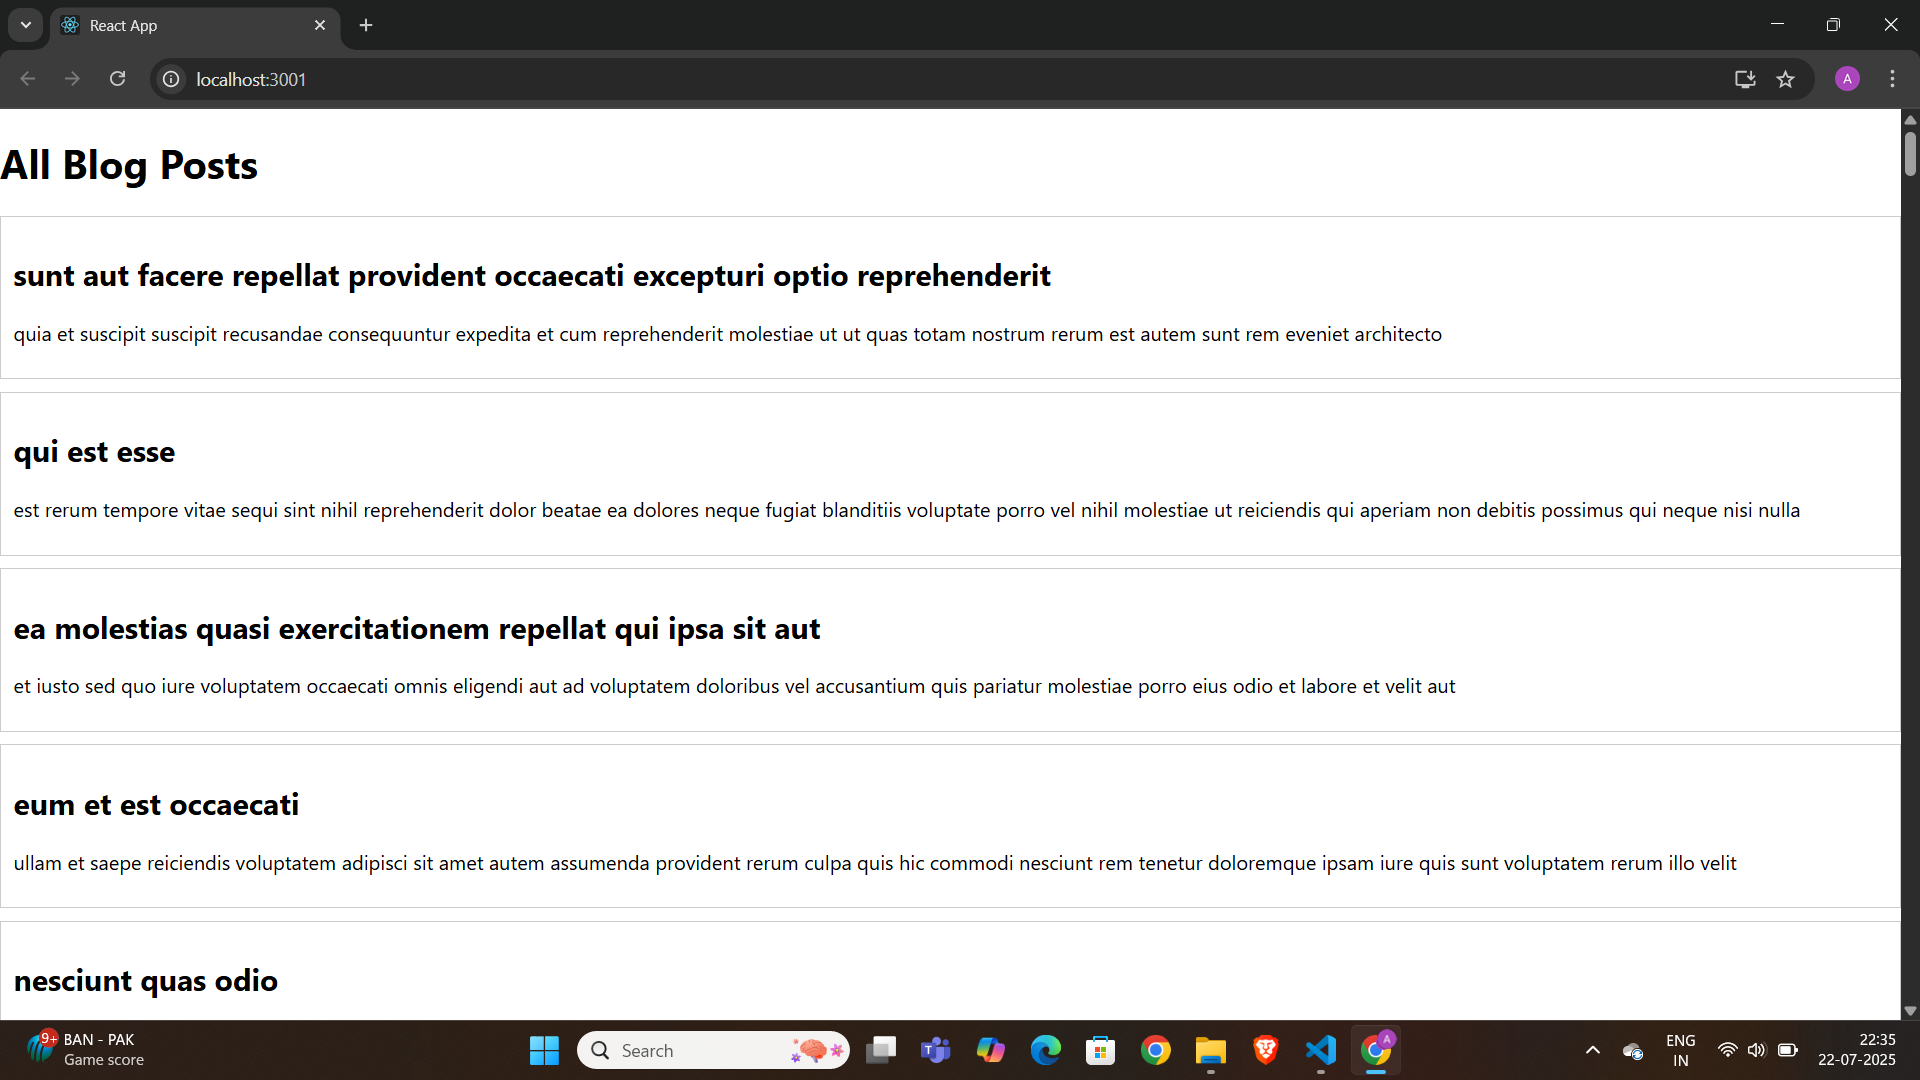 React App
localhost:3001
A
All Blog Posts
sunt aut facere repellat provident occaecati excepturi optio reprehenderit
quia et suscipit suscipit recusandae consequuntur expedita et cum reprehenderit molestiae ut ut quas totam nostrum rerum est autem sunt rem eveniet architecto
qui est esse
est rerum tempore vitae sequi sint nihil reprehenderit dolor beatae ea dolores neque fugiat blanditiis voluptate porro vel nihil molestiae ut reiciendis qui aperiam non debitis possimus qui neque nisi nulla
ea molestias quasi exercitationem repellat qui ipsa sit aut
et iusto sed quo iure voluptatem occaecati omnis eligendi aut ad voluptatem doloribus vel accusantium quis pariatur molestiae porro eius odio et labore et velit aut
eum et est occaecati
ullam et saepe reiciendis voluptatem adipisci sit amet autem assumenda provident rerum culpa quis hic commodi nesciunt rem tenetur doloremque ipsam iure quis sunt voluptatem rerum illo velit
nesciunt quas odio
9+
BAN - PAK
Game score
Search
T
A
ENG
IN
22:35
22-07-2025